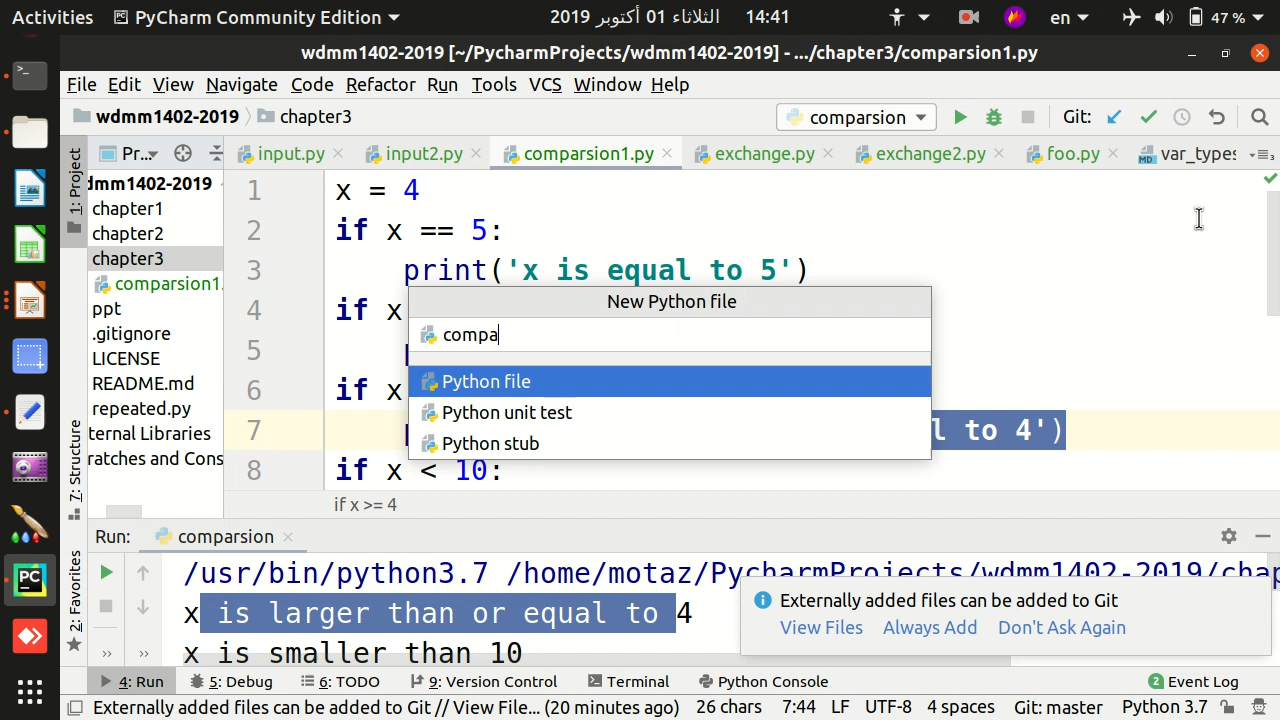 Activities PyCharm Community Edition الثلاثاء 01 أكتوبر 2019 14:41 en 47 %
wdmm1402-2019 [~/PycharmProjects/wdmm1402-2019] - .../chapter3/comparsion1.py
File Edit View Navigate Code Refactor Run Tools VCS Window Help
wdmm1402-2019 chapter3 comparsion Git:
1: Project
Pr... input.py input2.py comparsion1.py exchange.py exchange2.py foo.py var_types
dmm1402-2019
chapter1
chapter2
chapter3
comparsion1.
ppt
.gitignore
LICENSE
README.md
repeated.py
ternal Libraries
ratches and Cons
1 x = 4
2 if x == 5:
3 print('x is equal to 5')
4 if x
5
6 if x
7 l to 4')
8 if x < 10:
New Python file
compa
Python file
Python unit test
Python stub
if x >= 4
7: Structure
2: Favorites
Run: comparsion
/usr/bin/python3.7 /home/motaz/PycharmProjects/wdmm1402-2019/chap
x is larger than or equal to 4
x is smaller than 10
Externally added files can be added to Git
View Files Always Add Don't Ask Again
4: Run 5: Debug 6: TODO 9: Version Control Terminal Python Console 2 Event Log
Externally added files can be added to Git // View File... (20 minutes ago) 26 chars 7:44 LF UTF-8 4 spaces Git: master Python 3.7